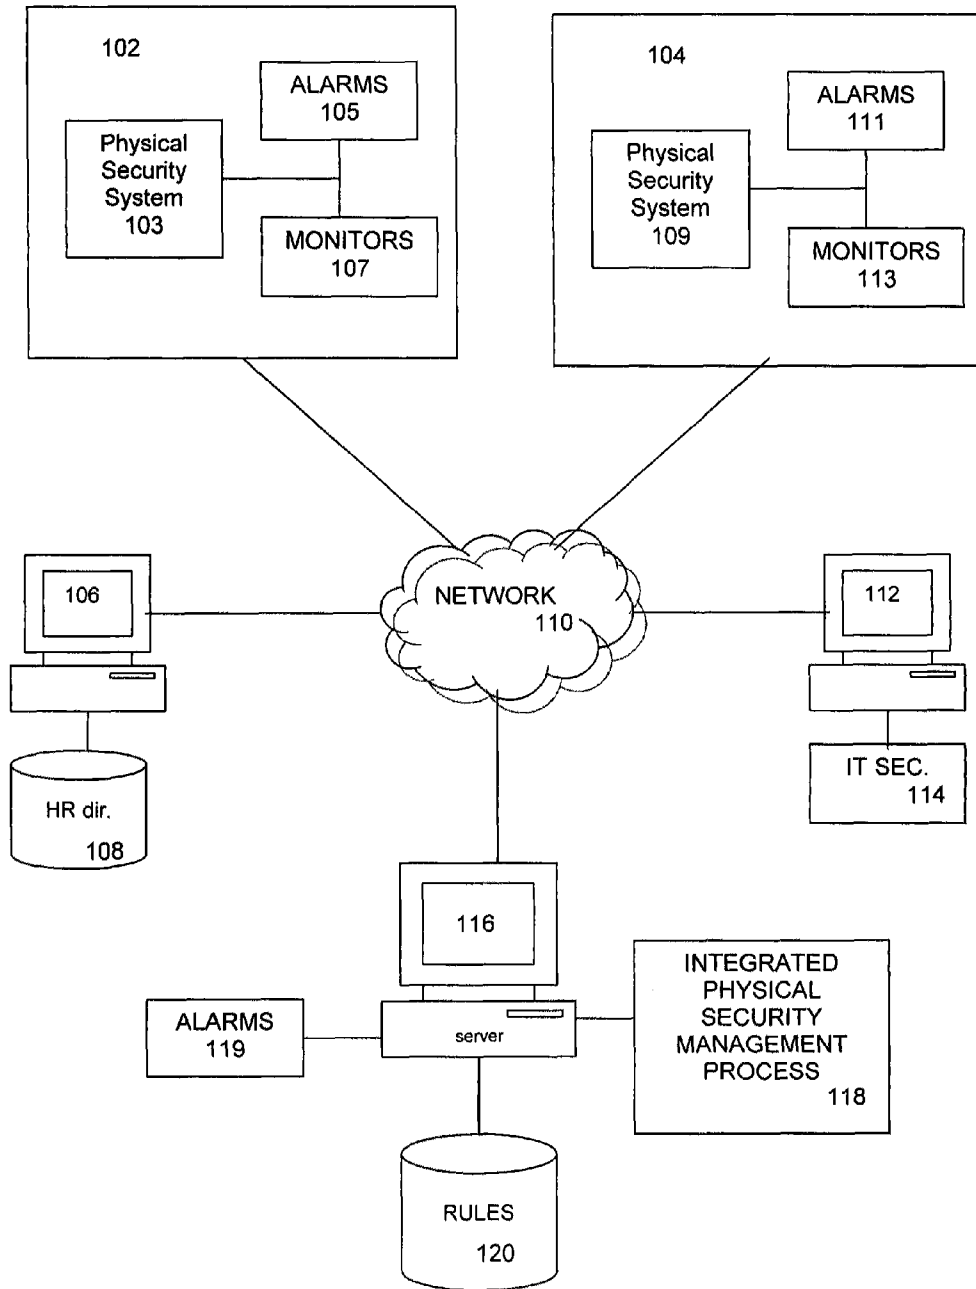 102
ALARMS
105
Physical
Security
System
103
MONITORS
107
104
ALARMS
111
Physical
Security
System
109
MONITORS
113
106
NETWORK
110
112
HR dir.
108
IT SEC.
114
116
server
ALARMS
119
INTEGRATED
PHYSICAL
SECURITY
MANAGEMENT
PROCESS
118
RULES
120